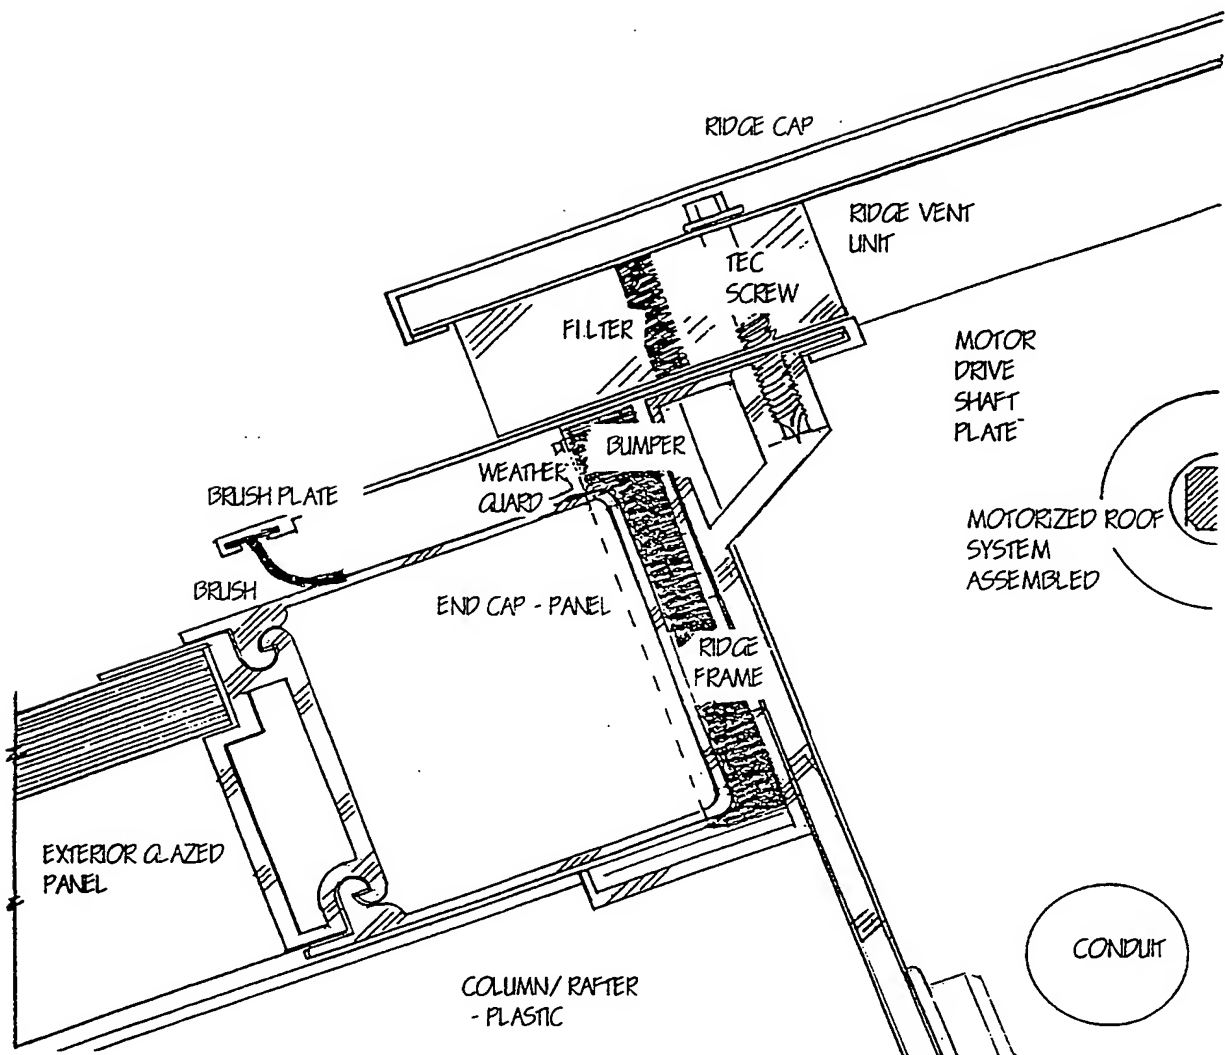 RIDGE CAP
RIDGE VENT
UNIT
TEC
SCREW
FILTER
MOTOR
DRIVE
SHAFT
PLATE
BUMPER
WEATHER
GUARD
BRUSH PLATE
MOTORIZED ROOF
SYSTEM
ASSEMBLED
BRUSH
END CAP - PANEL
RIDGE
FRAME
EXTERIOR GLAZED
PANEL
CONDUIT
COLUMN/ RAFTER
- PLASTIC